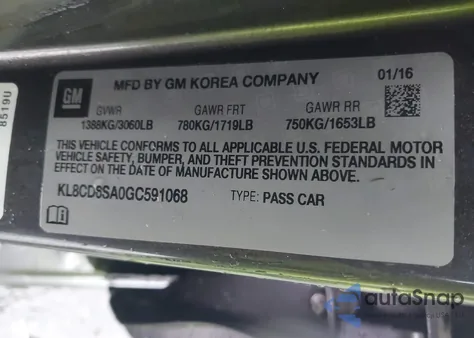 8519U
GM
MFD BY GM KOREA COMPANY
01/16
GVWR GAWR FRT GAWR RR
1388KG/3060LB 780KG/1719LB 750KG/1653LB
THIS VEHICLE CONFORMS TO ALL APPLICABLE U.S. FEDERAL MOTOR
VEHICLE SAFETY, BUMPER, AND THEFT PREVENTION STANDARDS IN
EFFECT ON THE DATE OF MANUFACTURE SHOWN ABOVE.
KL8CD8SA0GC591068 TYPE: PASS CAR
autoSnap